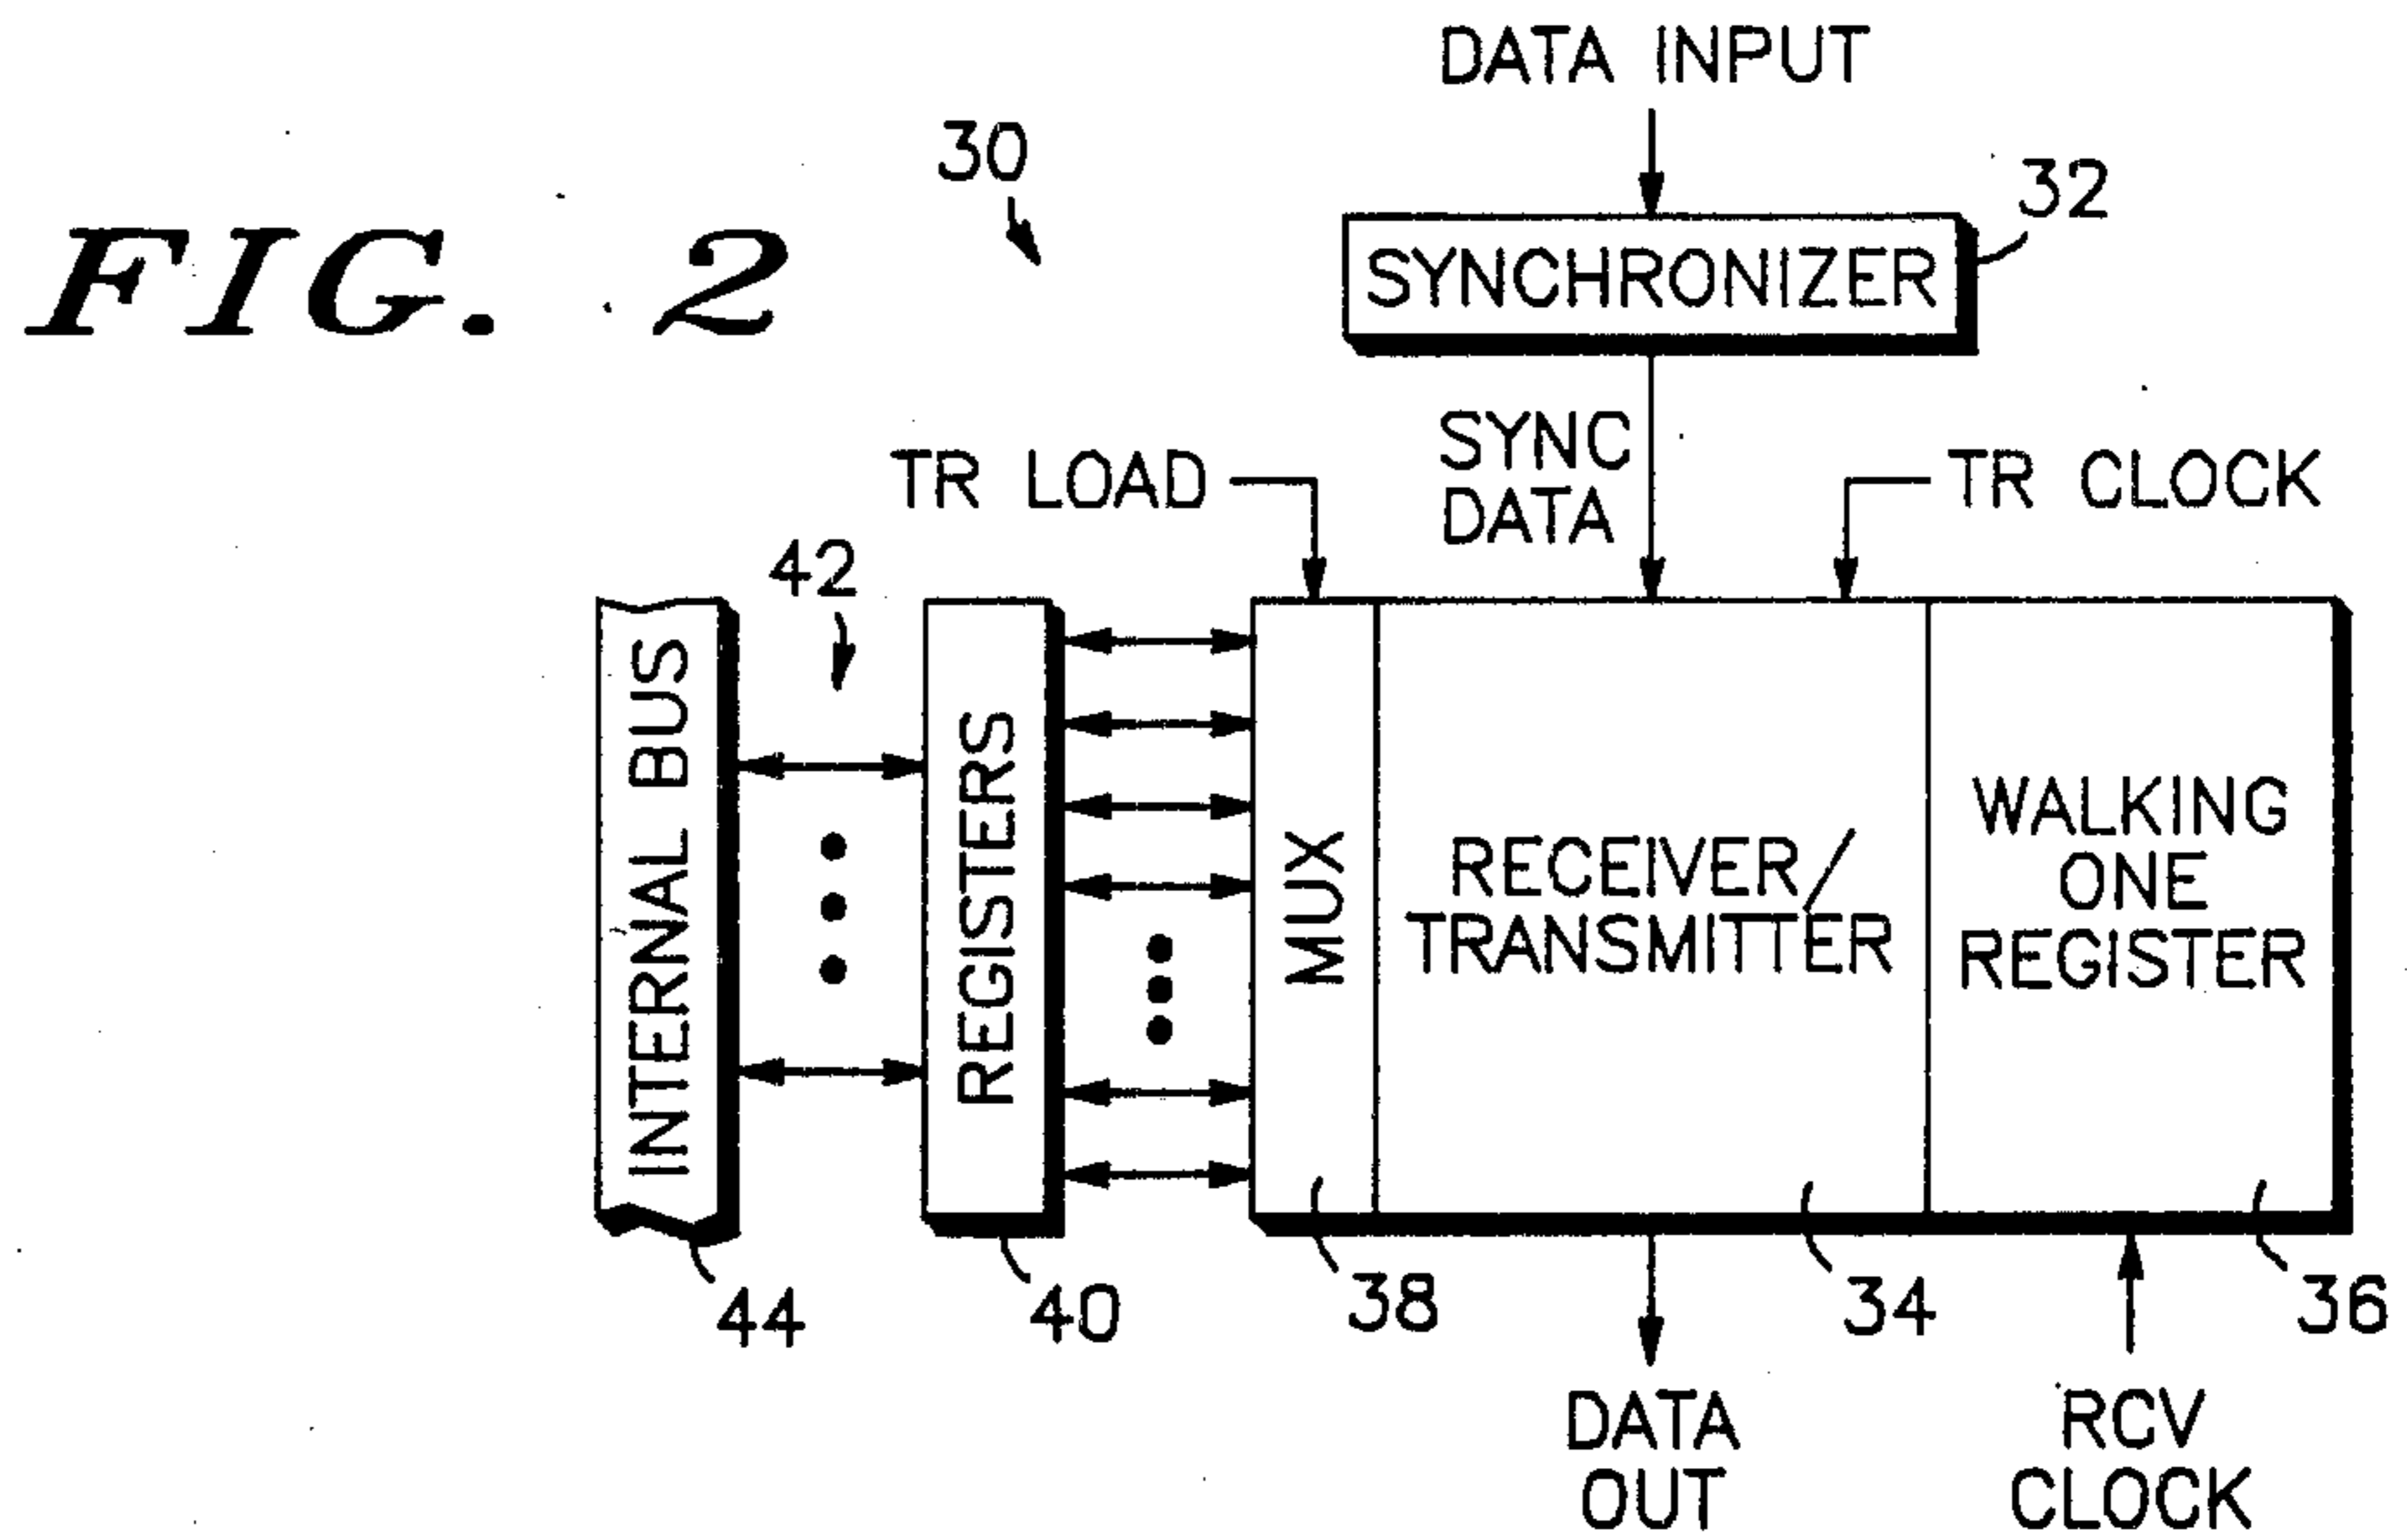 DATA INPUT
30
32
FIG. 2
SYNCHRONIZER
SYNC
DATA
TR LOAD
TR CLOCK
42
INTERNAL BUS
REGISTERS
MUX
RECEIVER/
TRANSMITTER
WALKING
ONE
REGISTER
44
40
38
34
36
DATA
OUT
RCV
CLOCK